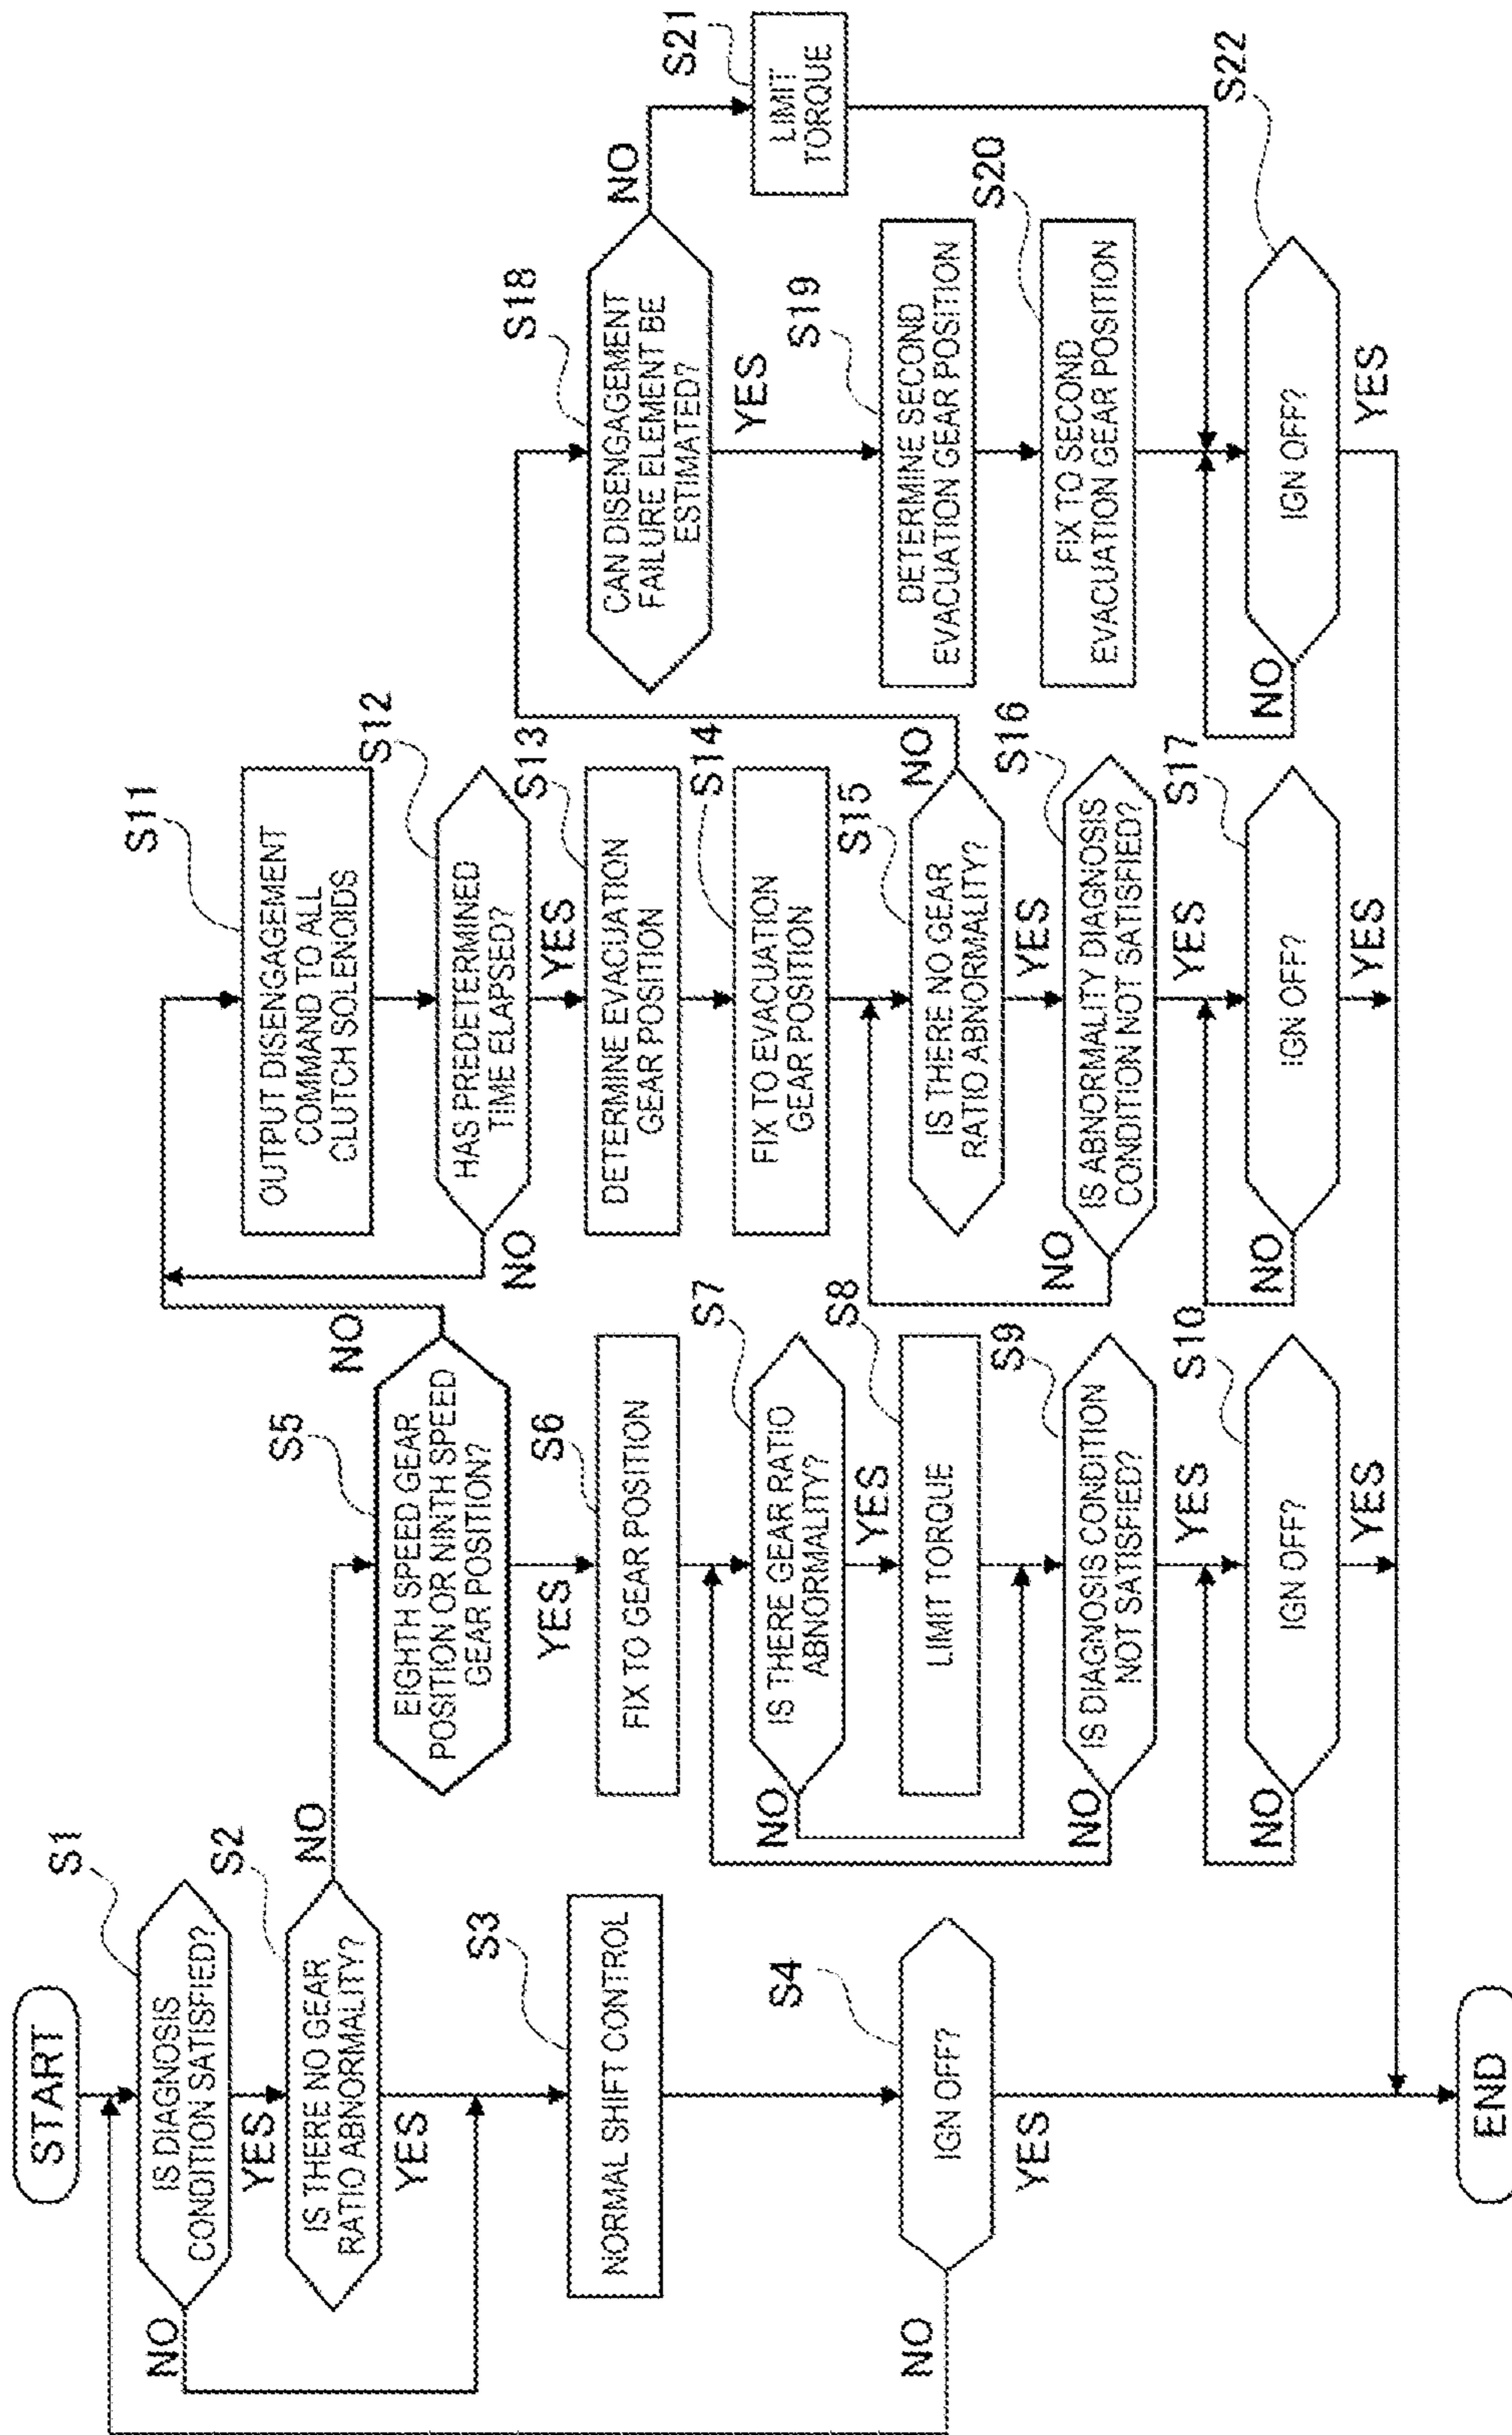 START
S1
IS DIAGNOSIS
CONDITION SATISFIED?
NO
YES
S2
IS THERE NO GEAR
RATIO ABNORMALITY?
NO
YES
S3
NORMAL SHIFT CONTROL
S4
IGN OFF?
NO
YES
END
S5
EIGHTH SPEED GEAR
POSITION OR NINTH SPEED
GEAR POSITION?
NO
YES
S6
FIX TO GEAR POSITION
S7
IS THERE GEAR RATIO
ABNORMALITY?
NO
YES
S8
LIMIT TORQUE
S9
IS DIAGNOSIS CONDITION
NOT SATISFIED?
NO
YES
S10
IGN OFF?
NO
YES
S11
OUTPUT DISENGAGEMENT
COMMAND TO ALL
CLUTCH SOLENOIDS
S12
HAS PREDETERMINED
TIME ELAPSED?
NO
YES
S13
DETERMINE EVACUATION
GEAR POSITION
S14
FIX TO EVACUATION
GEAR POSITION
S15
IS THERE NO GEAR
RATIO ABNORMALITY?
NO
YES
S16
IS ABNORMALITY DIAGNOSIS
CONDITION NOT SATISFIED?
NO
YES
S17
IGN OFF?
NO
YES
S18
CAN DISENGAGEMENT
FAILURE ELEMENT BE
ESTIMATED?
NO
YES
S19
DETERMINE SECOND
EVACUATION GEAR POSITION
S20
FIX TO SECOND
EVACUATION GEAR POSITION
S21
LIMIT
TORQUE
S22
IGN OFF?
NO
YES